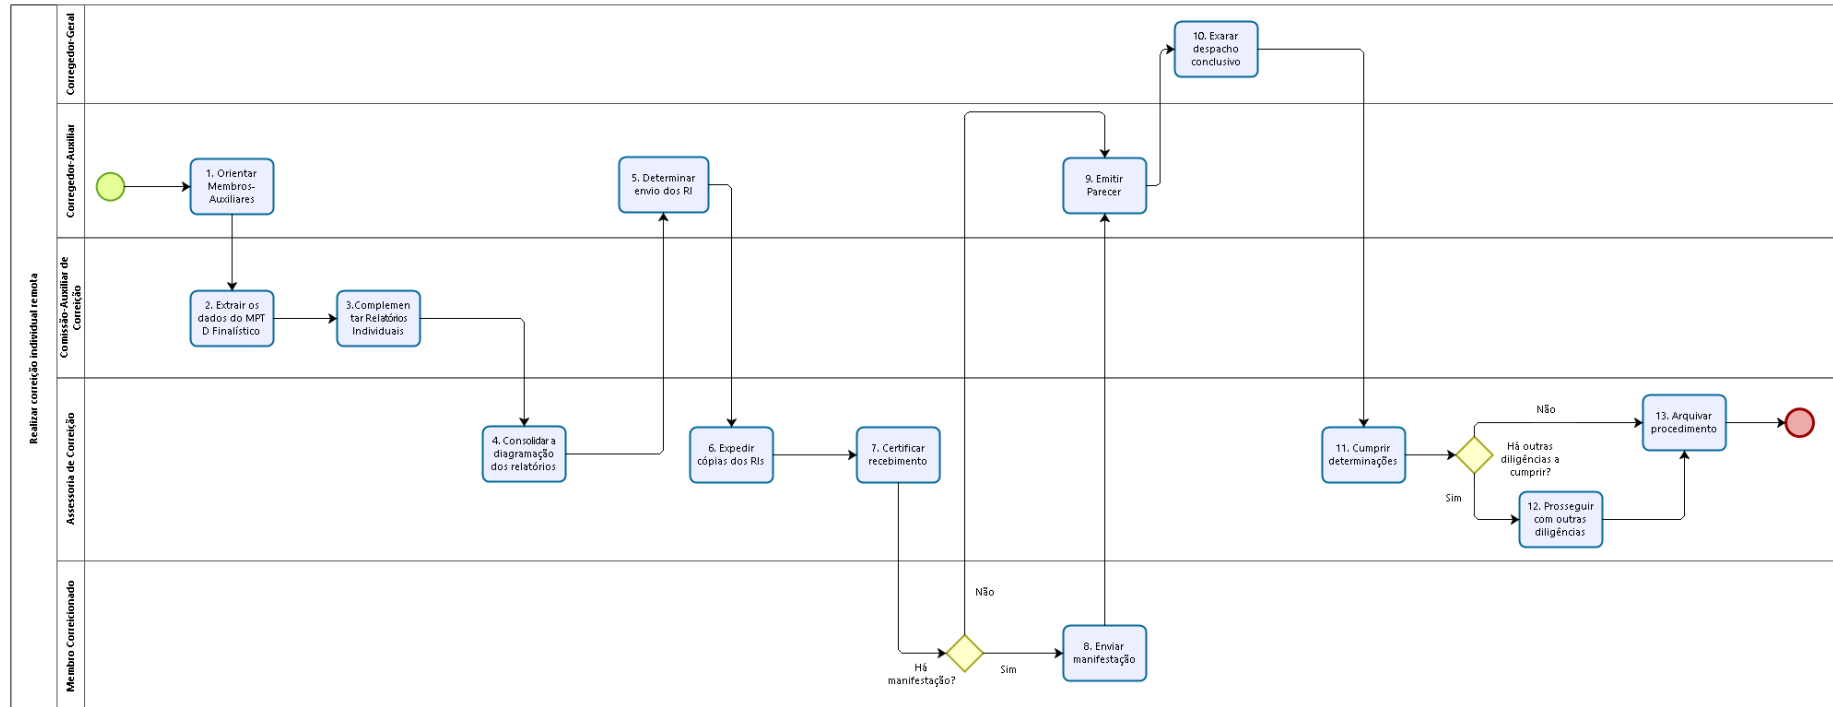 Realizar correição individual remota
Corregedor-Geral
10. Exarar
despacho
conclusivo
Corregedor-Auxiliar
1. Orientar
Membros-
Auxiliares
5. Determinar
envio dos RI
9. Emitir
Parecer
Comissão-Auxiliar de
Correição
2. Extrair os
dados do MPT
D Finalístico
3.Complemen
tar Relatórios
Individuais
Assessoria de Correição
4. Consolidar a
diagramação
dos relatórios
6. Expedir
cópias dos RIs
7. Certificar
recebimento
11. Cumprir
determinações
Não
Há outras
diligências a
cumprir?
Sim
12. Prosseguir
com outras
diligências
13. Arquivar
procedimento
Membro Correicionado
Há
manifestação?
Não
Sim
8. Enviar
manifestação